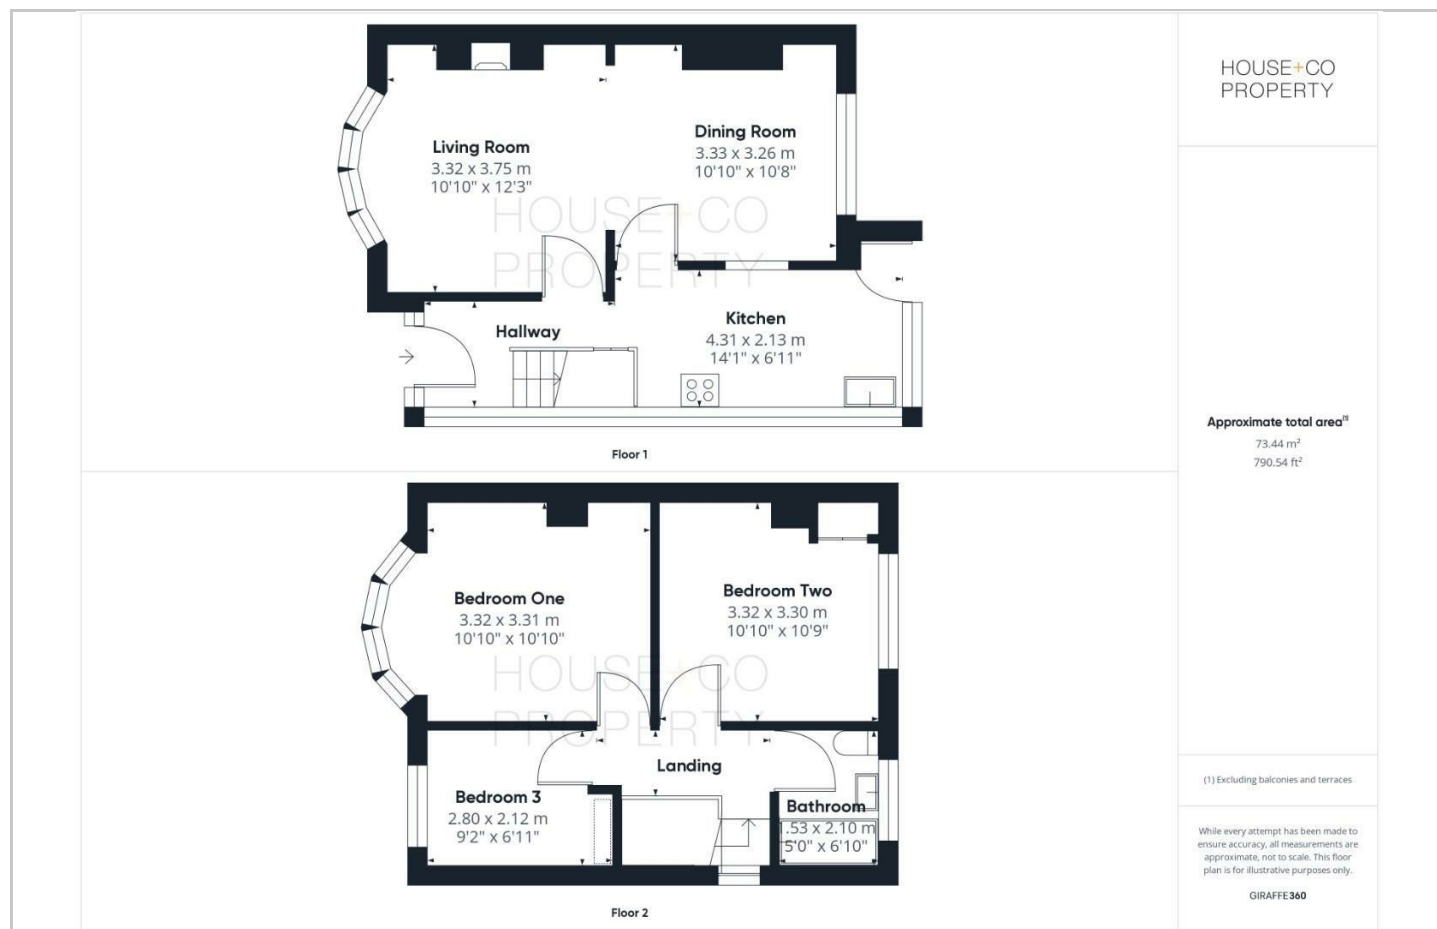 HOUSE+CO
PROPERTY
Living Room
3.32 x 3.75 m
10'10" x 12'3"
Dining Room
3.33 x 3.26 m
10'10" x 10'8"
HOUSE+CO
PROPERTY
Hallway
Kitchen
4.31 x 2.13 m
14'1" x 6'11"
Floor 1
Approximate total area(1)
73.44 m²
790.54 ft²
Bedroom One
3.32 x 3.31 m
10'10" x 10'10"
Bedroom Two
3.32 x 3.30 m
10'10" x 10'9"
HOUSE+CO
PROPERTY
Landing
Bedroom 3
2.80 x 2.12 m
9'2" x 6'11"
Bathroom
1.53 x 2.10 m
5'0" x 6'10"
Floor 2
(1) Excluding balconies and terraces
While every attempt has been made to
ensure accuracy, all measurements are
approximate, not to scale. This floor
plan is for illustrative purposes only.
GIRAFFE360